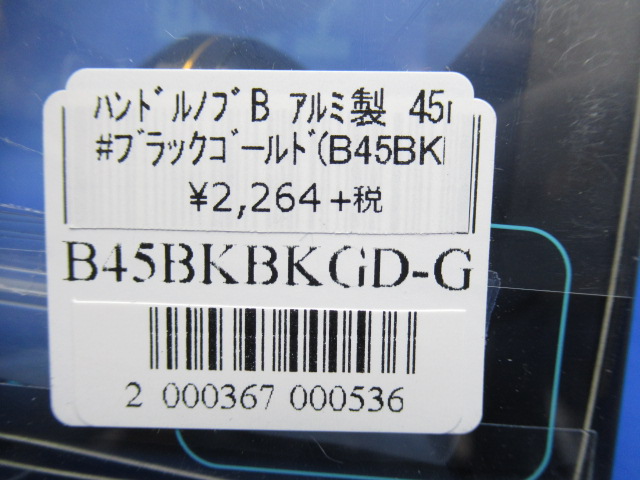 ﾊﾝﾄﾞﾙﾉﾌﾞB ｱﾙﾐ製 45
#ﾌﾞﾗｯｸｺﾞｰﾙﾄﾞ(B45BK
¥2,264+税
B45BKBKGD-G
2 000367 000536